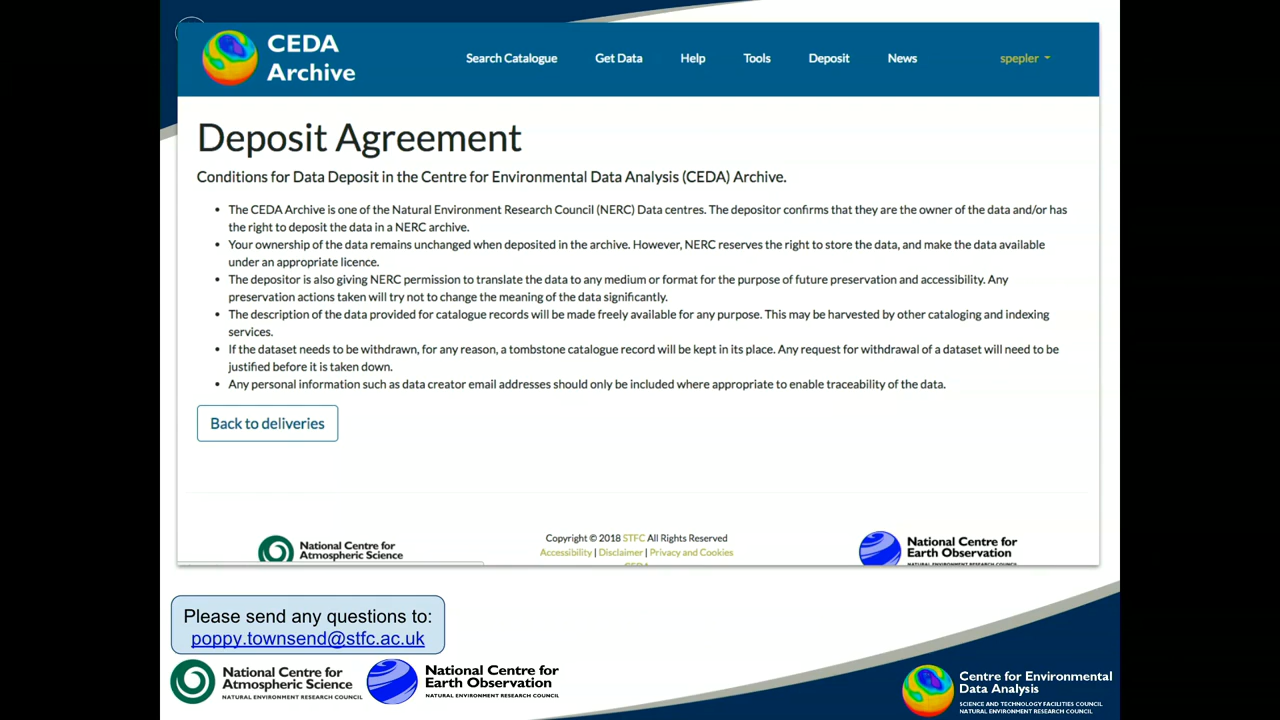 CEDA
Archive
Search Catalogue
Get Data
Help
Tools
Deposit
News
spepler
Deposit Agreement
Conditions for Data Deposit in the Centre for Environmental Data Analysis (CEDA) Archive.
• The CEDA Archive is one of the Natural Environment Research Council (NERC) Data centres. The depositor confirms that they are the owner of the data and/or has
the right to deposit the data in a NERC archive.
• Your ownership of the data remains unchanged when deposited in the archive. However, NERC reserves the right to store the data, and make the data available
under an appropriate licence.
• The depositor is also giving NERC permission to translate the data to any medium or format for the purpose of future preservation and accessibility. Any
preservation actions taken will try not to change the meaning of the data significantly.
• The description of the data provided for catalogue records will be made freely available for any purpose. This may be harvested by other cataloging and indexing
services.
• If the dataset needs to be withdrawn, for any reason, a tombstone catalogue record will be kept in its place. Any request for withdrawal of a dataset will need to be
justified before it is taken down.
• Any personal information such as data creator email addresses should only be included where appropriate to enable traceability of the data.
Back to deliveries
National Centre for
Atmospheric Science
Copyright © 2018 STFC All Rights Reserved
Accessibility | Disclaimer | Privacy and Cookies
National Centre for
Earth Observation
Please send any questions to:
poppy.townsend@stfc.ac.uk
National Centre for
Atmospheric Science
NATURAL ENVIRONMENT RESEARCH COUNCIL
National Centre for
Earth Observation
NATURAL ENVIRONMENT RESEARCH COUNCIL
Centre for Environmental
Data Analysis
SCIENCE AND TECHNOLOGY FACILITIES COUNCIL
NATURAL ENVIRONMENT RESEARCH COUNCIL